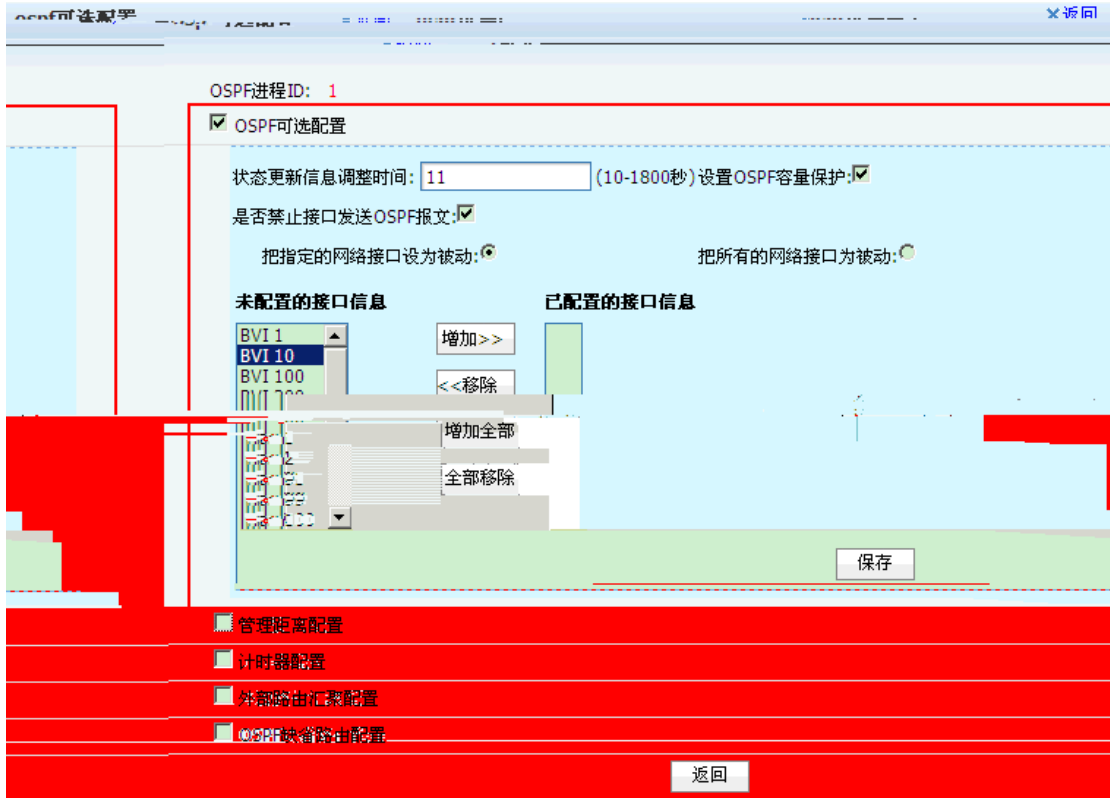 ospf可选配置
返回
OSPF进程ID: 1
OSPF可选配置
状态更新信息调整时间: 11 (10-1800秒)设置OSPF容量保护:
是否禁止接口发送OSPF报文:
把指定的网络接口设为被动: 把所有的网络接口为被动:
未配置的接口信息 已配置的接口信息
BVI 1
增加>>
BVI 10
BVI 100
<<移除
增加全部
全部移除
保存
管理距离配置
计时器配置
外部路由汇聚配置
OSPF缺省路由配置
返回